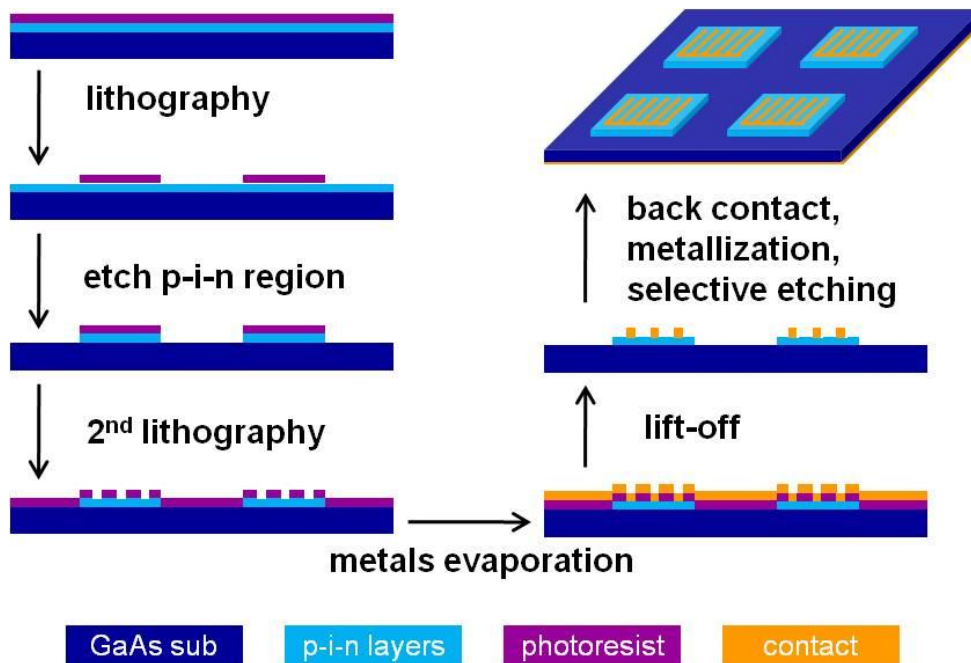 lithography
etch p-i-n region
2nd lithography
metals evaporation
lift-off
back contact,
metallization,
selective etching
GaAs sub
p-i-n layers
photoresist
contact